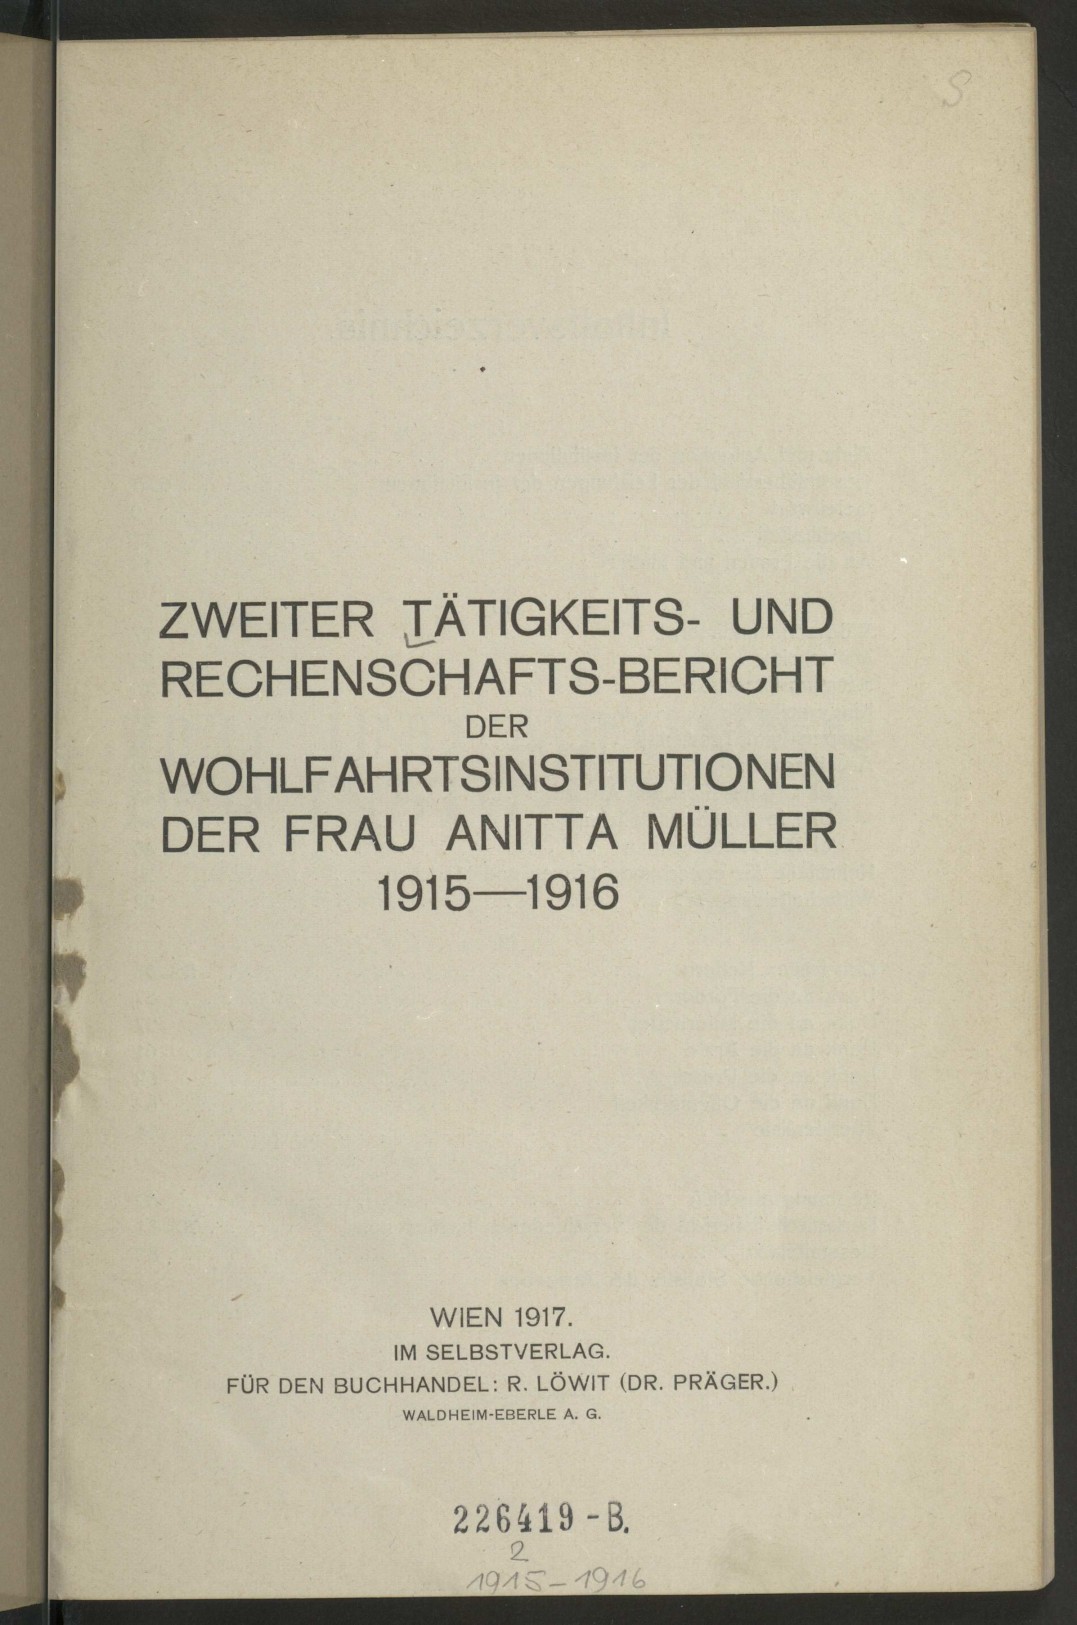 S
ZWEITER TÄTIGKEITS- UND
RECHENSCHAFTS-BERICHT
DER
WOHLFAHRTSINSTITUTIONEN
DER FRAU ANITTA MÜLLER
1915—1916
WIEN 1917.
IM SELBSTVERLAG.
FÜR DEN BUCHHANDEL: R. LÖWIT (DR. PRÄGER.)
WALDHEIM-EBERLE A. G.
226419-B.
2
1915-1916